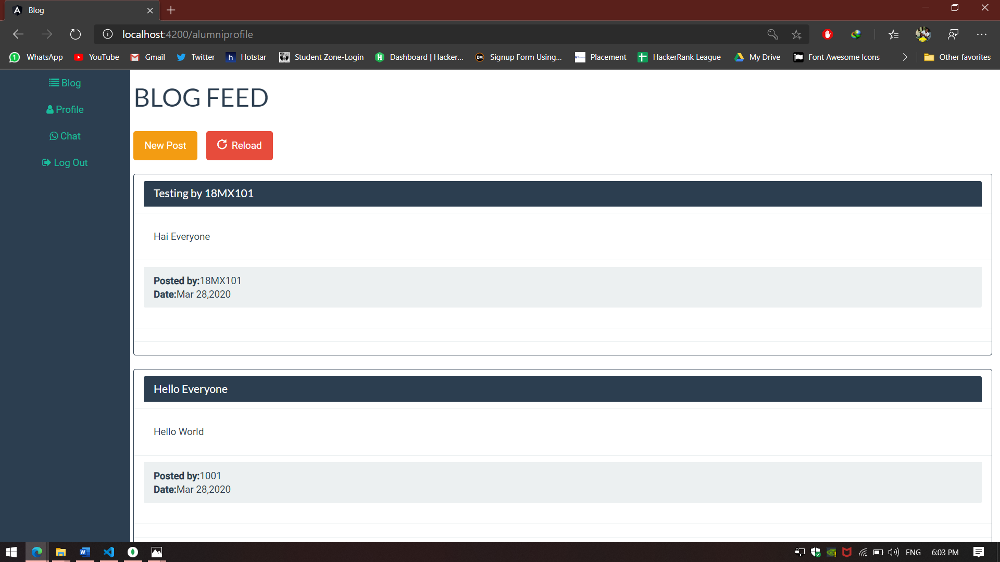 Blog
localhost:4200/alumniprofile
WhatsApp YouTube Gmail Twitter Hotstar Student Zone-Login Dashboard | Hacker... Signup Form Using... Placement HackerRank League My Drive Font Awesome Icons Other favorites
Blog
Profile
Chat
Log Out
BLOG FEED
New Post Reload
Testing by 18MX101
Hai Everyone
Posted by:18MX101
Date:Mar 28,2020
Hello Everyone
Hello World
Posted by:1001
Date:Mar 28,2020
ENG 6:03 PM